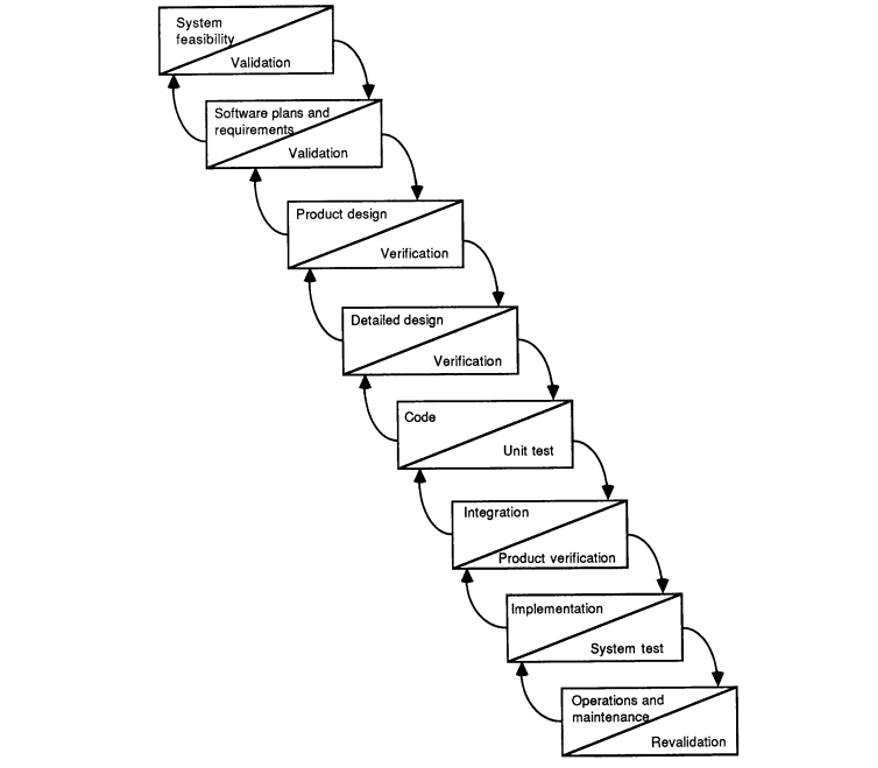 System
feasibility
Validation
Software plans and
requirements
Validation
Product design
Verification
Detailed design
Verification
Code
Unit test
Integration
Product verification
Implementation
System test
Operations and
maintenance
Revalidation